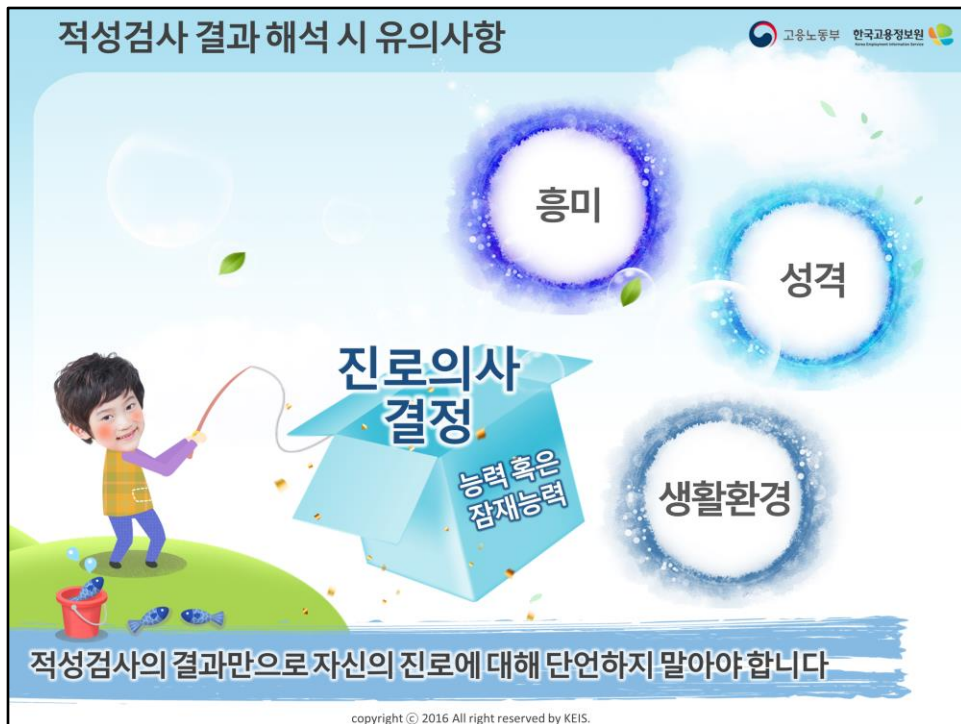 적성검사 결과 해석 시 유의사항
고용노동부
한국고용정보원
Korea Employment Information Service
흥미
성격
진로의사
결정
능력 혹은
잠재능력
생활환경
적성검사의 결과만으로 자신의 진로에 대해 단언하지 말아야 합니다
copyright ⓒ 2016 All right reserved by KEIS.